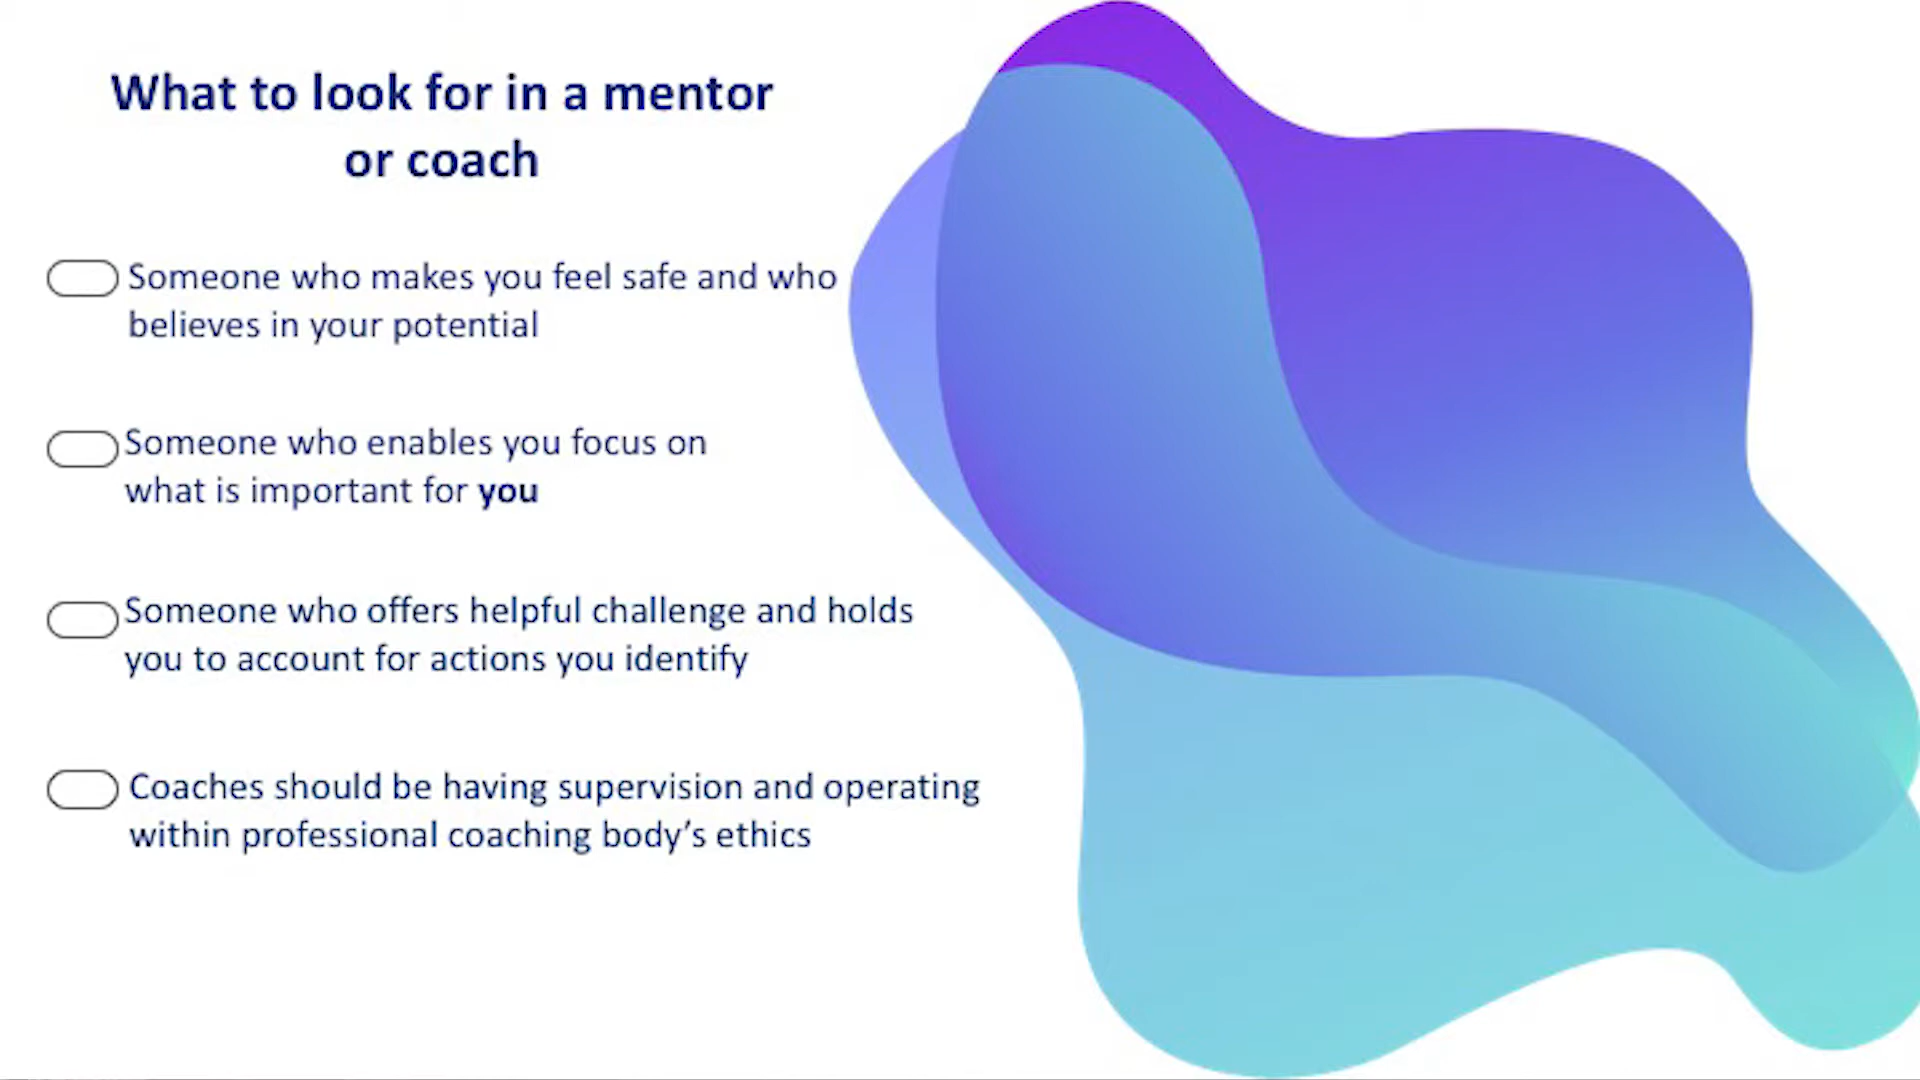 What to look for in a mentor
or coach
Someone who makes you feel safe and who
believes in your potential
Someone who enables you focus on
what is important for you
Someone who offers helpful challenge and holds
you to account for actions you identify
Coaches should be having supervision and operating
within professional coaching body’s ethics